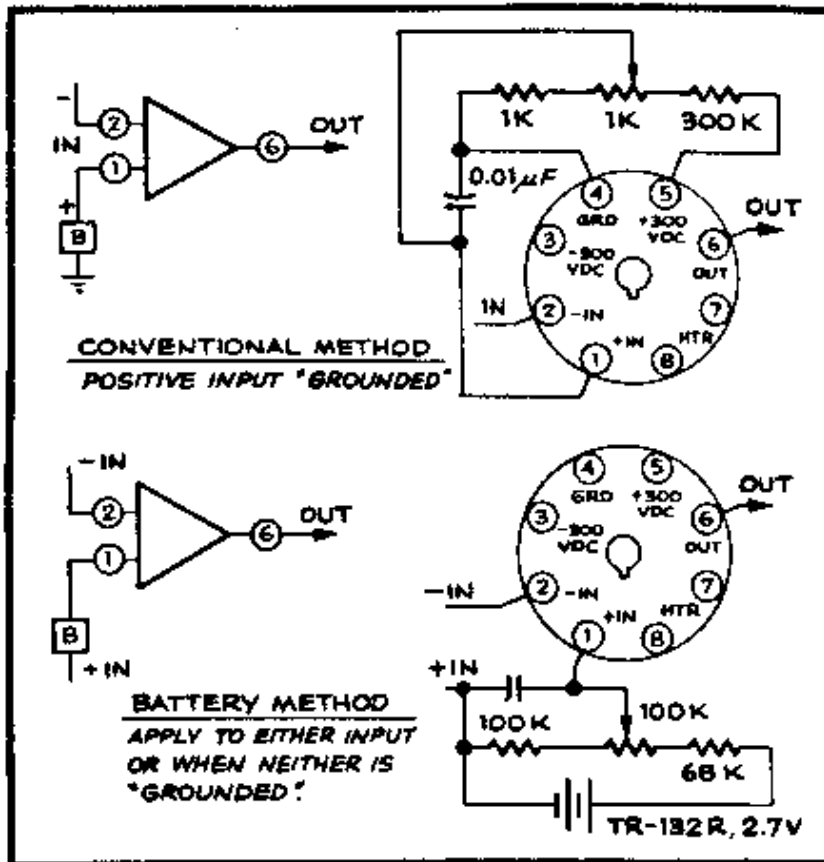 -
IN
2
1
+
B
6
OUT
CONVENTIONAL METHOD
POSITIVE INPUT "GROUNDED"
1K
1K
300K
0.01μF
4
GRD
5
+300
VDC
3
-300
VDC
6
OUT
OUT
IN
2
-IN
7
HTR
1
+IN
8
-IN
2
1
6
OUT
B
+IN
BATTERY METHOD
APPLY TO EITHER INPUT
OR WHEN NEITHER IS
"GROUNDED".
4
GRD
5
+300
VDC
3
-300
VDC
6
OUT
OUT
-IN
2
-IN
7
HTR
1
+IN
8
+IN
100K
100K
68K
TR-132R, 2.7V